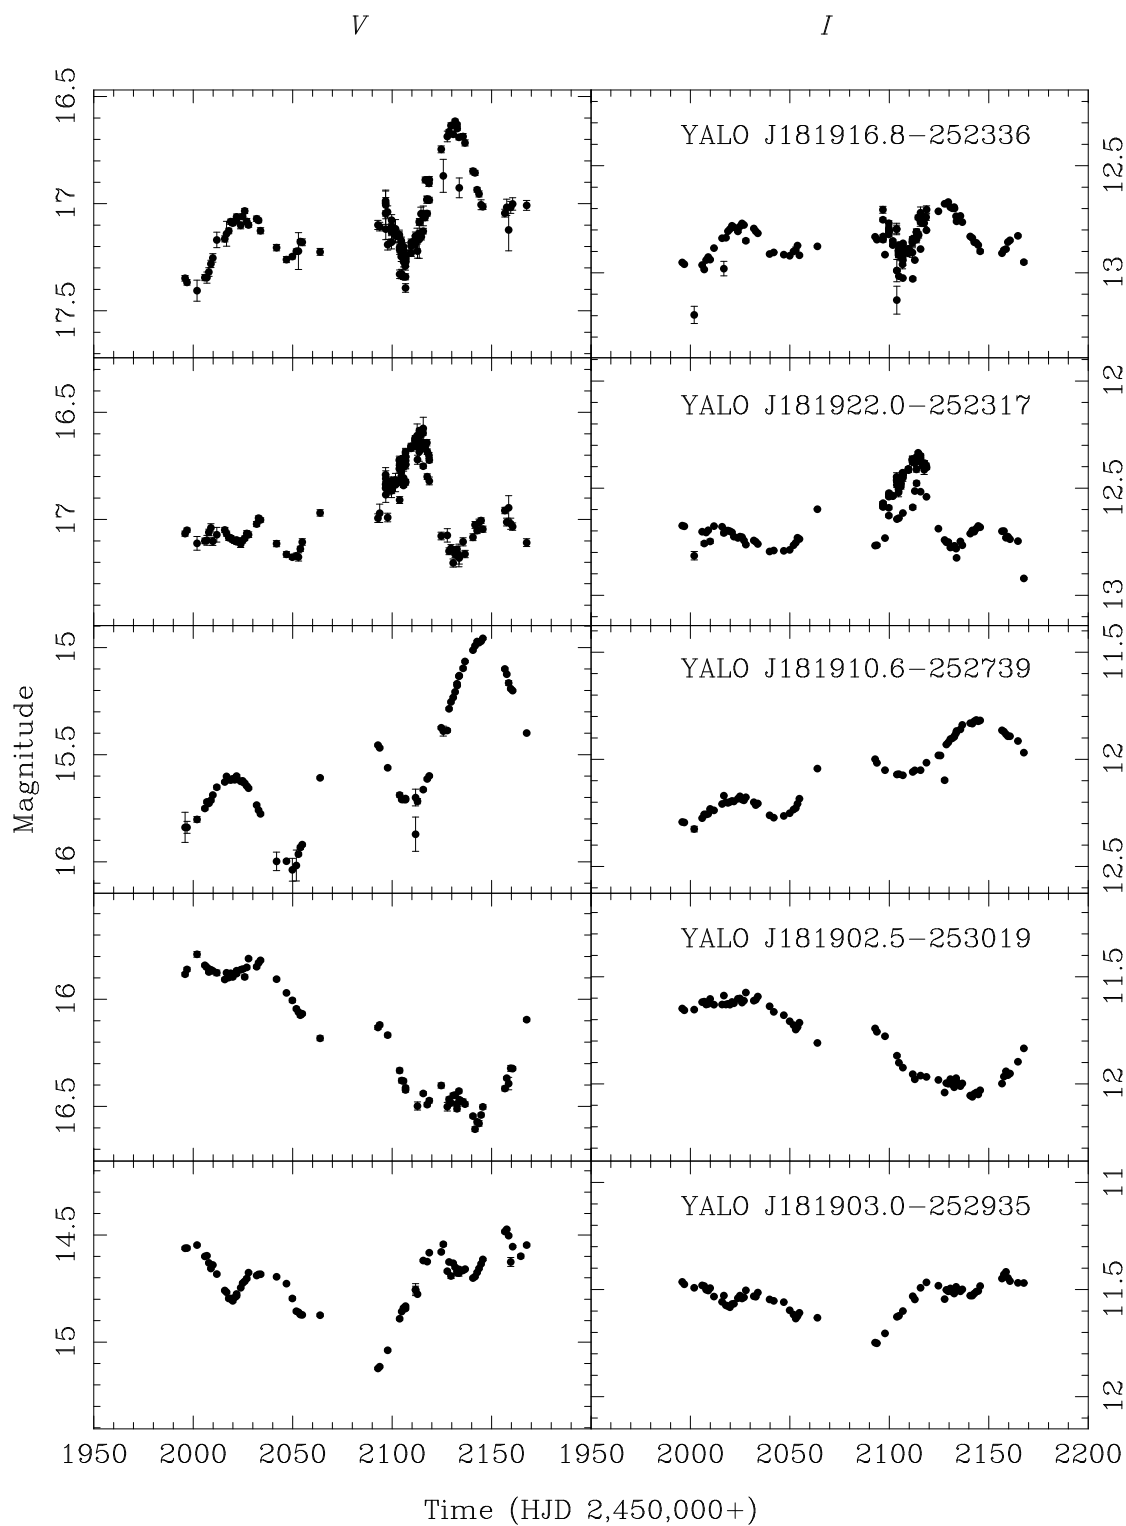 V I
16.5 17 17.5 YALO J181916.8−252336 12.5 13
16.5 17 YALO J181922.0−252317 12 12.5 13
15 15.5 16 YALO J181910.6−252739 11.5 12 12.5
16 16.5 YALO J181902.5−253019 11.5 12
14.5 15 YALO J181903.0−252935 11 11.5 12
Magnitude
1950 2000 2050 2100 2150 1950 2000 2050 2100 2150 2200
Time (HJD 2,450,000+)